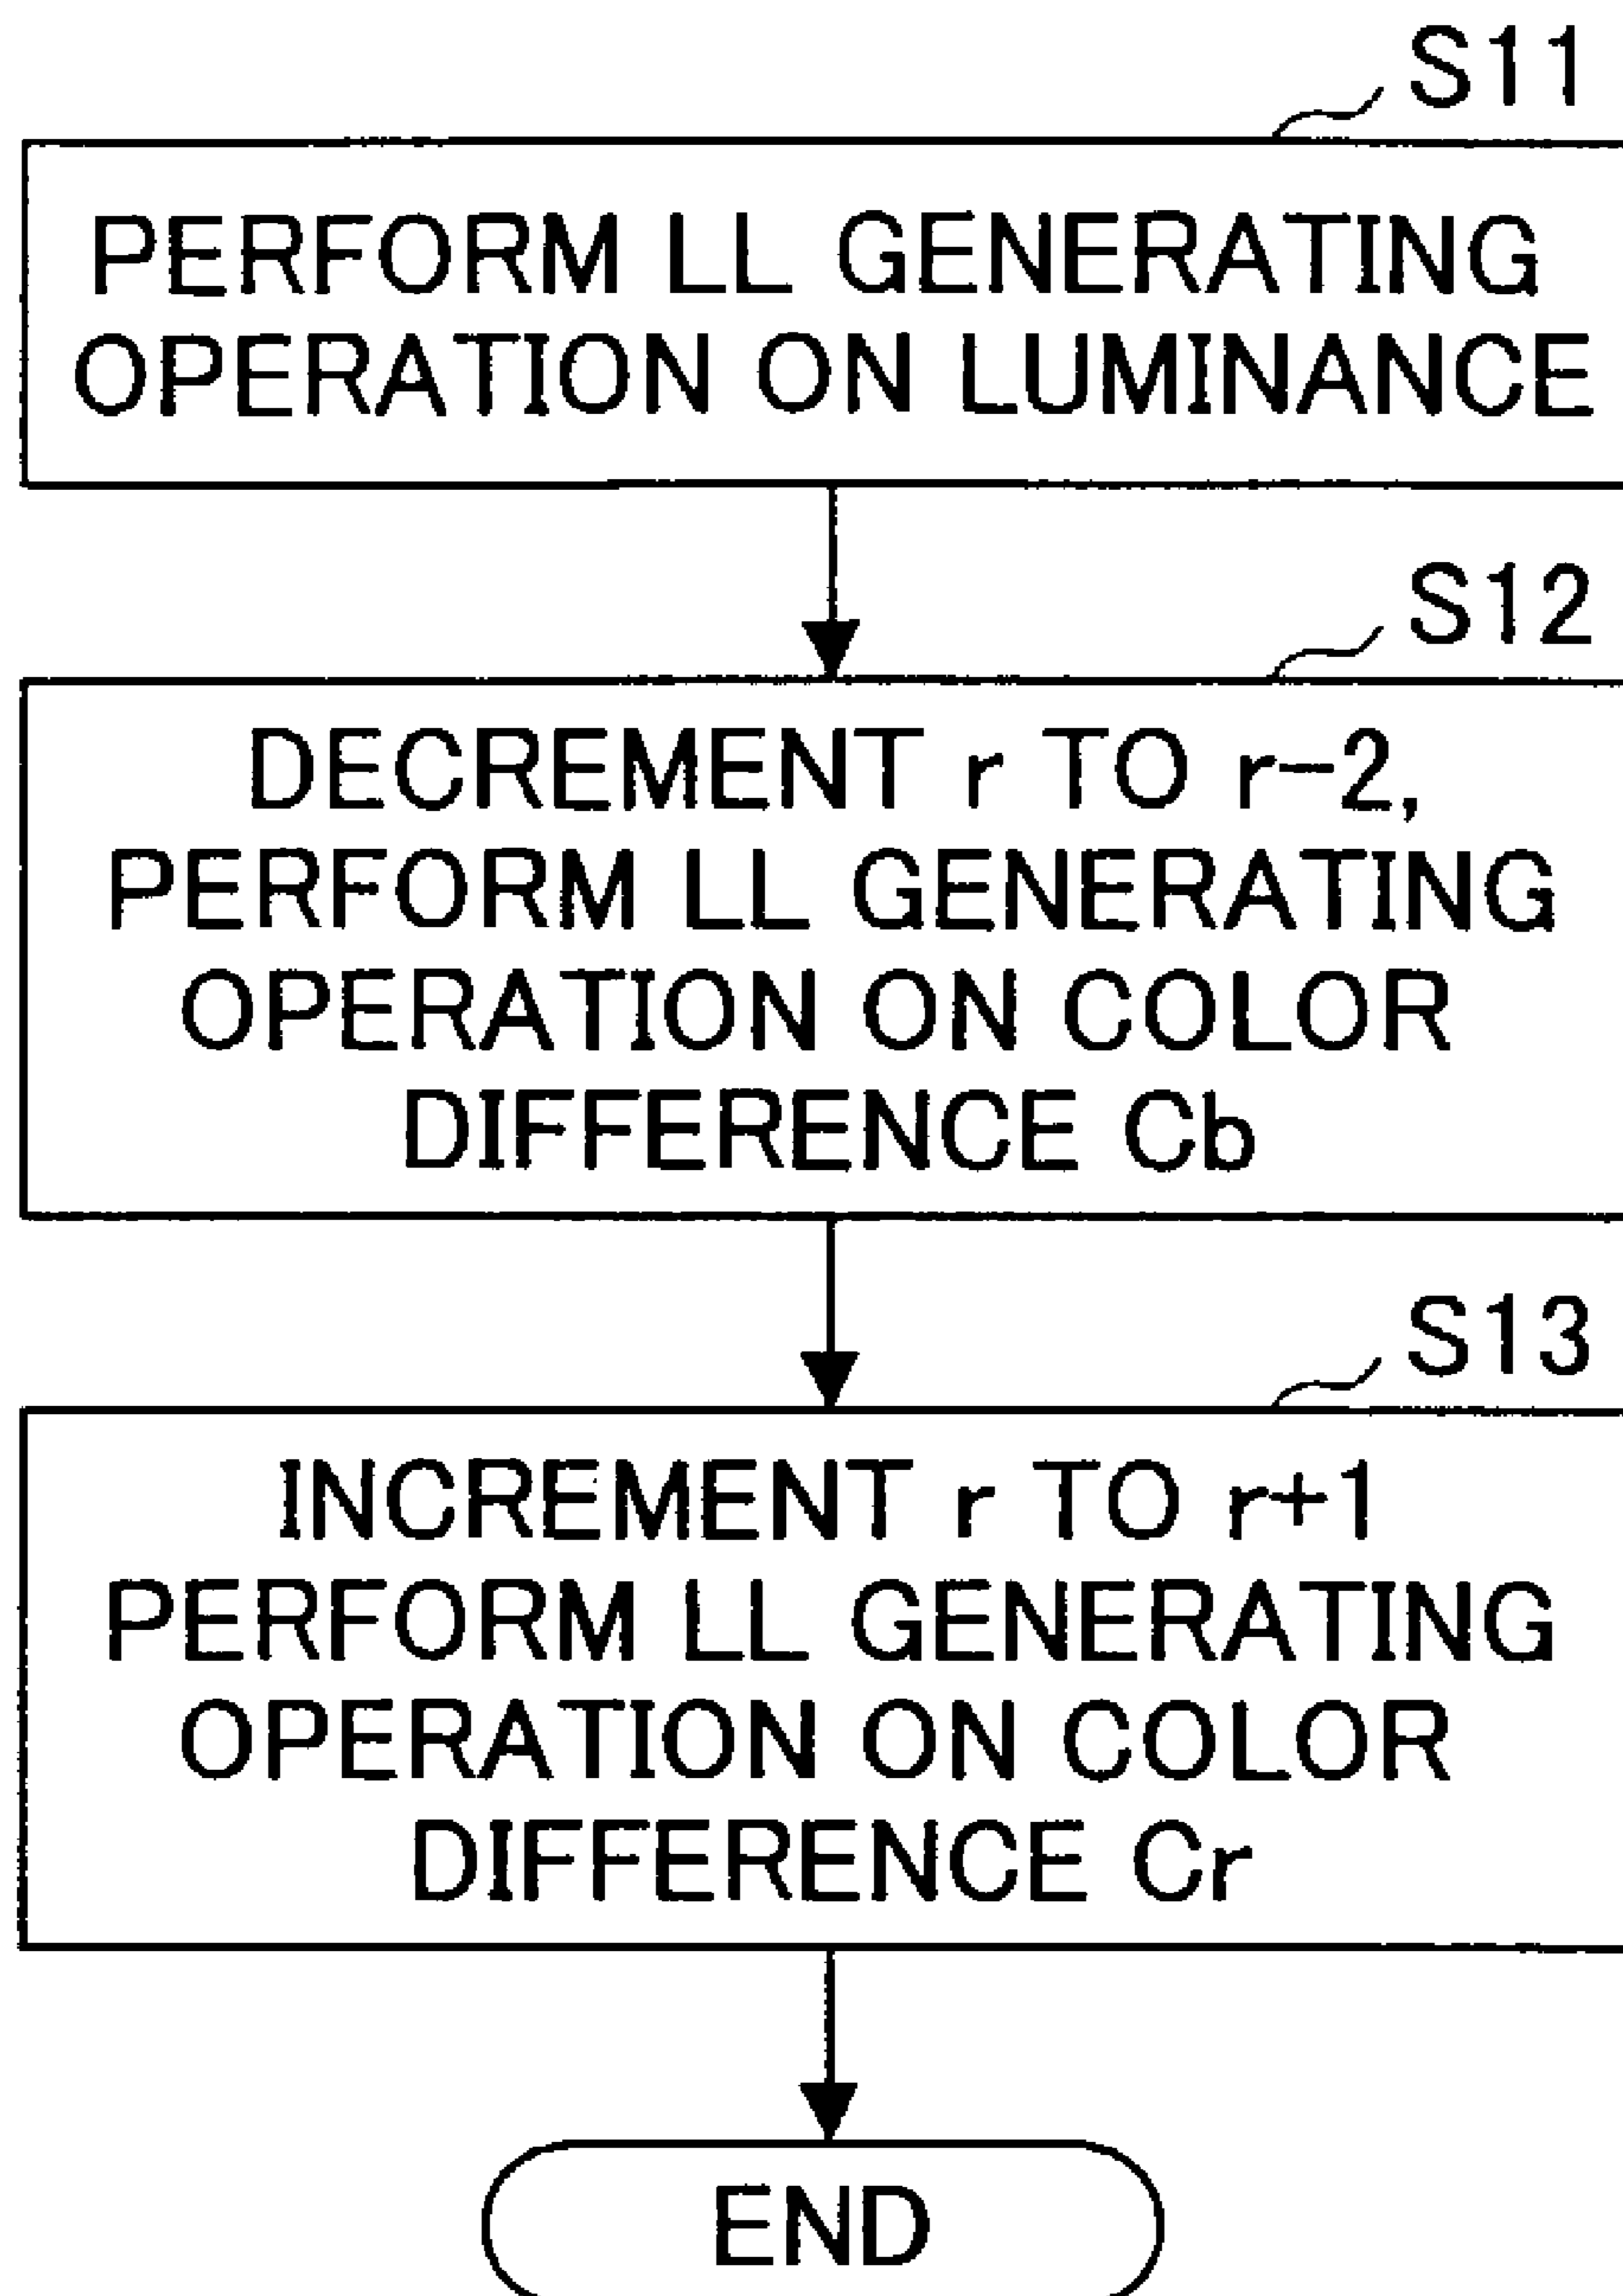 S11
PERFORM LL GENERATING
OPERATION ON LUMINANCE
S12
DECREMENT r TO r-2,
PERFORM LL GENERATING
OPERATION ON COLOR
DIFFERENCE Cb
S13
INCREMENT r TO r+1
PERFORM LL GENERATING
OPERATION ON COLOR
DIFFERENCE Cr
END